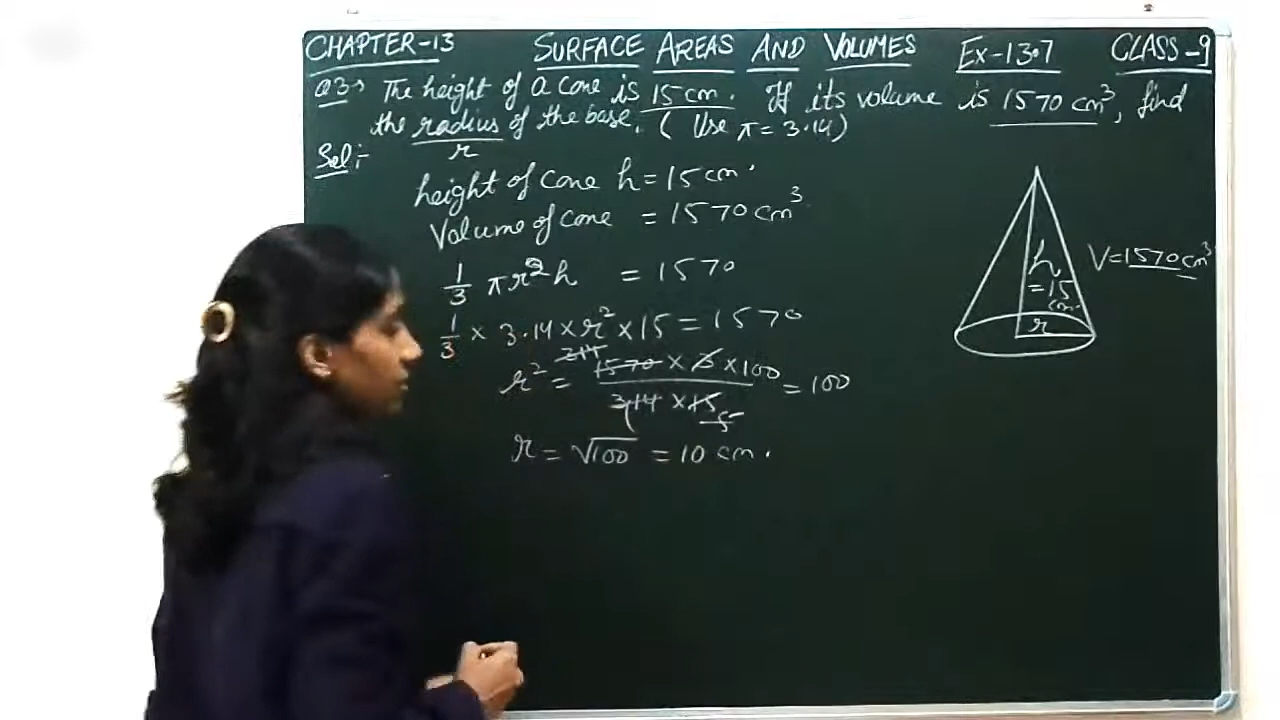 CHAPTER-13 SURFACE AREAS AND VOLUMES Ex-13.7 CLASS-9
Q3→ The height of a cone is 15 cm. If its volume is 1570 cm³, find
the radius of the base. (Use π = 3.14)
r
Sol:-
height of cone h = 15 cm.
Volume of cone = 1570 cm³
1/3 πr²h = 1570
1/3 × 3.14 × r² × 15 = 1570
r² = 1570 × 3 × 100 / 314 × 15 = 100
r = √100 = 10 cm.
h
= 15
cm.
r
V = 1570 cm³